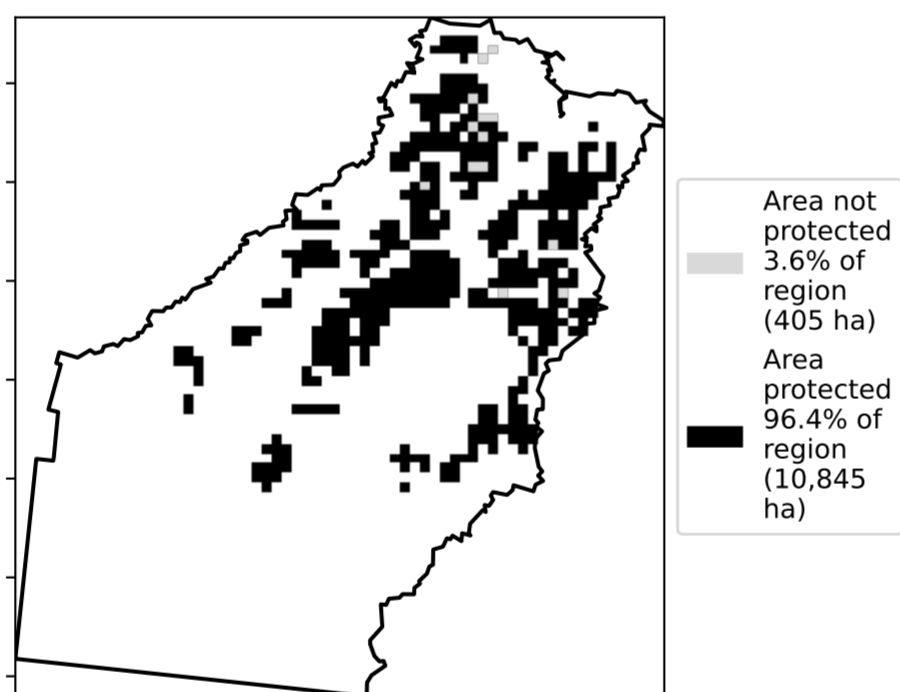 Area not
protected
3.6% of
region
(405 ha)
Area
protected
96.4% of
region
(10,845
ha)